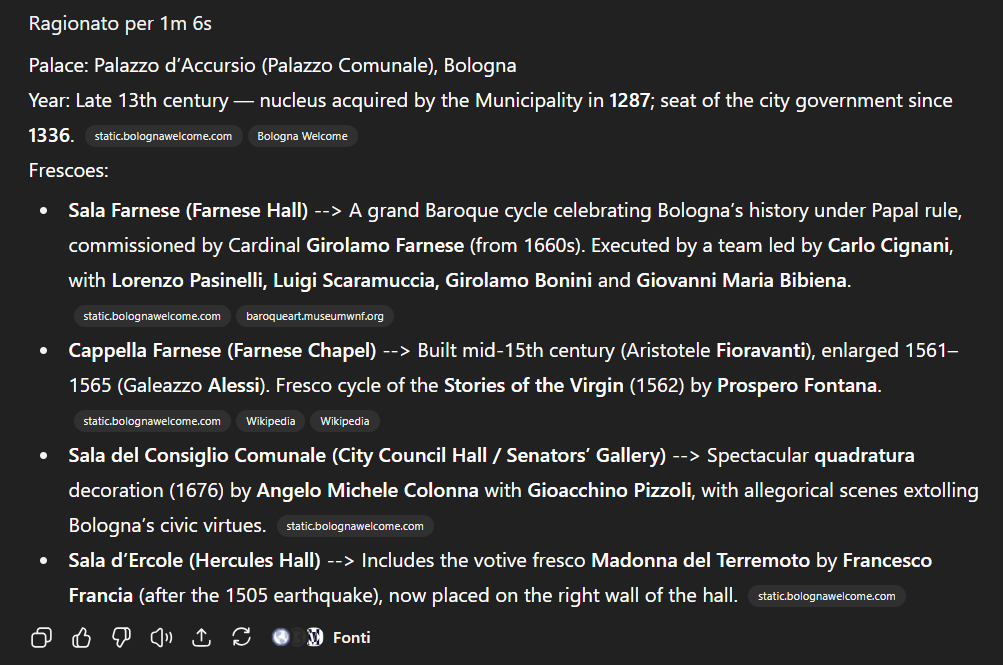 Ragionato per 1m 6s
Palace: Palazzo d’Accursio (Palazzo Comunale), Bologna
Year: Late 13th century — nucleus acquired by the Municipality in 1287; seat of the city government since
1336. static.bolognawelcome.com Bologna Welcome
Frescoes:
• Sala Farnese (Farnese Hall) --> A grand Baroque cycle celebrating Bologna’s history under Papal rule,
commissioned by Cardinal Girolamo Farnese (from 1660s). Executed by a team led by Carlo Cignani,
with Lorenzo Pasinelli, Luigi Scaramuccia, Girolamo Bonini and Giovanni Maria Bibiena.
static.bolognawelcome.com baroqueart.museumwnf.org
• Cappella Farnese (Farnese Chapel) --> Built mid-15th century (Aristotele Fioravanti), enlarged 1561–
1565 (Galeazzo Alessi). Fresco cycle of the Stories of the Virgin (1562) by Prospero Fontana.
static.bolognawelcome.com Wikipedia Wikipedia
• Sala del Consiglio Comunale (City Council Hall / Senators’ Gallery) --> Spectacular quadratura
decoration (1676) by Angelo Michele Colonna with Gioacchino Pizzoli, with allegorical scenes extolling
Bologna’s civic virtues. static.bolognawelcome.com
• Sala d’Ercole (Hercules Hall) --> Includes the votive fresco Madonna del Terremoto by Francesco
Francia (after the 1505 earthquake), now placed on the right wall of the hall. static.bolognawelcome.com
Fonti